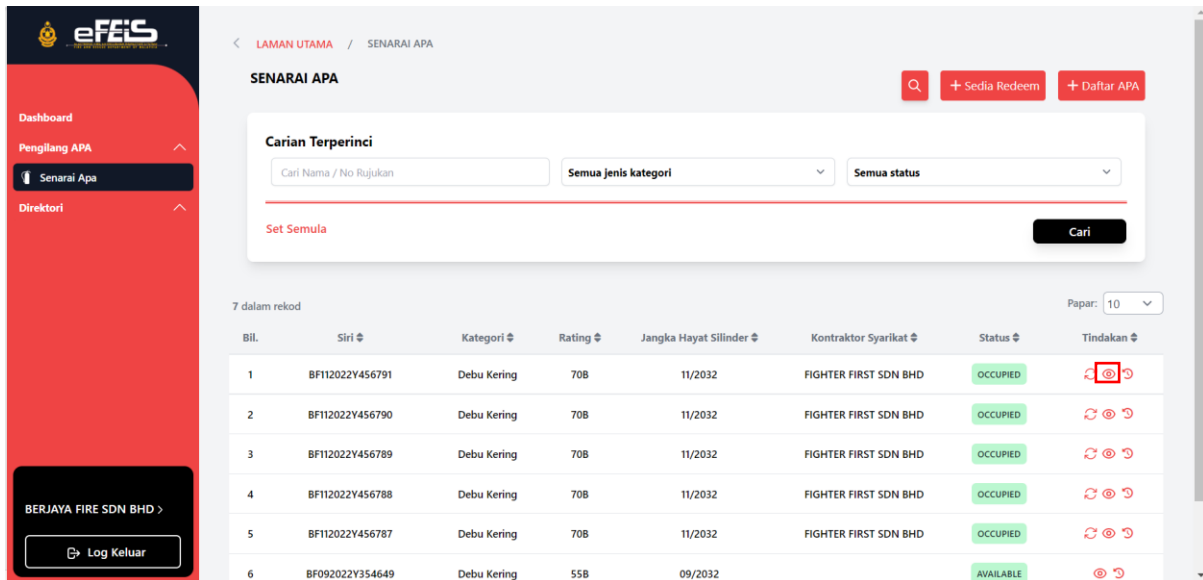 eFEiS
< LAMAN UTAMA / SENARAI APA
SENARAI APA
+ Sedia Redeem
+ Daftar APA
Dashboard
Pengilang APA
Senarai Apa
Direktori
Carian Terperinci
Cari Nama / No Rujukan
Semua jenis kategori
Semua status
Set Semula
Cari
7 dalam rekod
Papar: 10
Bil. Siri Kategori Rating Jangka Hayat Silinder Kontraktor Syarikat Status Tindakan
1 BF112022Y456791 Debu Kering 70B 11/2032 FIGHTER FIRST SDN BHD OCCUPIED
2 BF112022Y456790 Debu Kering 70B 11/2032 FIGHTER FIRST SDN BHD OCCUPIED
3 BF112022Y456789 Debu Kering 70B 11/2032 FIGHTER FIRST SDN BHD OCCUPIED
4 BF112022Y456788 Debu Kering 70B 11/2032 FIGHTER FIRST SDN BHD OCCUPIED
5 BF112022Y456787 Debu Kering 70B 11/2032 FIGHTER FIRST SDN BHD OCCUPIED
6 BF092022Y354649 Debu Kering 55B 09/2032 AVAILABLE
BERJAYA FIRE SDN BHD >
Log Keluar